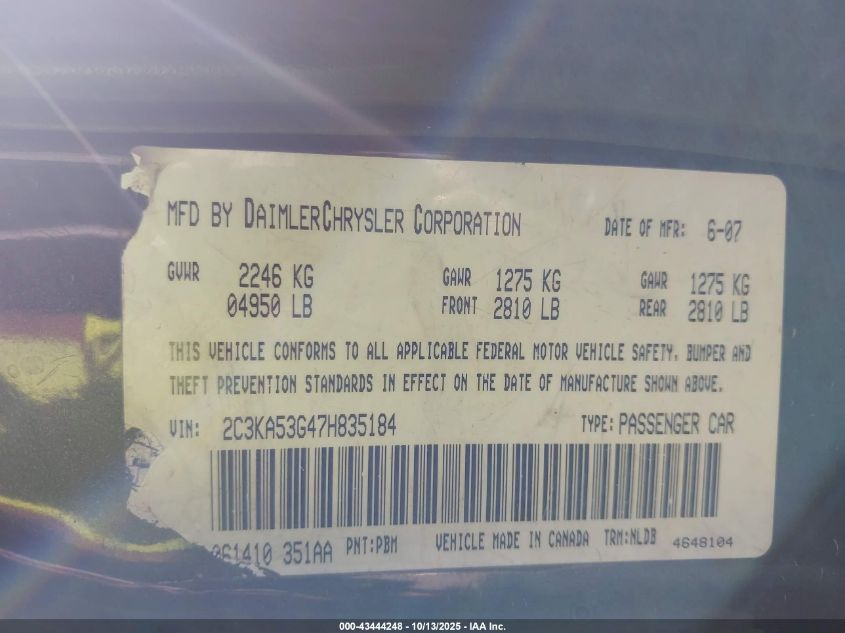 MFD BY DAIMLERCHRYSLER CORPORATION DATE OF MFR: 6-07
GVWR 2246 KG GAWR 1275 KG GAWR 1275 KG
04950 LB FRONT 2810 LB REAR 2810 LB
THIS VEHICLE CONFORMS TO ALL APPLICABLE FEDERAL MOTOR VEHICLE SAFETY, BUMPER AND
THEFT PREVENTION STANDARDS IN EFFECT ON THE DATE OF MANUFACTURE SHOWN ABOVE.
VIN: 2C3KA53G47H835184 TYPE: PASSENGER CAR
061410 351AA PNT:PBM VEHICLE MADE IN CANADA TRM:NLDB 4648104
000-43444248 - 10/13/2025 - IAA Inc.